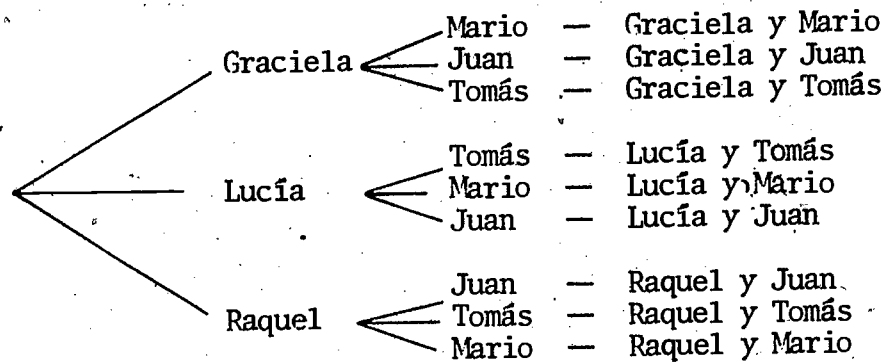 Mario — Graciela y Mario
Graciela Juan — Graciela y Juan
Tomás — Graciela y Tomás
Tomás — Lucía y Tomás
Lucía Mario — Lucía y Mario
Juan — Lucía y Juan
Juan — Raquel y Juan
Raquel Tomás — Raquel y Tomás
Mario — Raquel y Mario